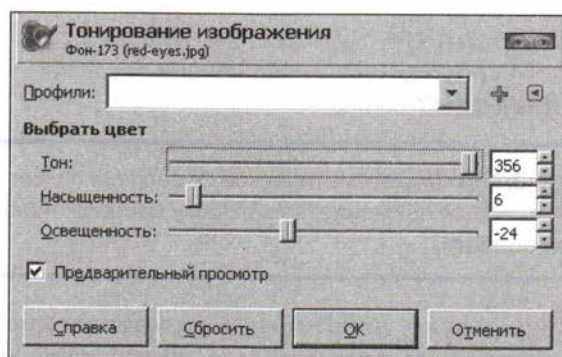 Тонирование изображения
Фон-173 (red-eyes.jpg)
Профили:
Выбрать цвет
Тон: 356
Насыщенность: 6
Освещенность: -24
Предварительный просмотр
Справка Сбросить OK Отменить